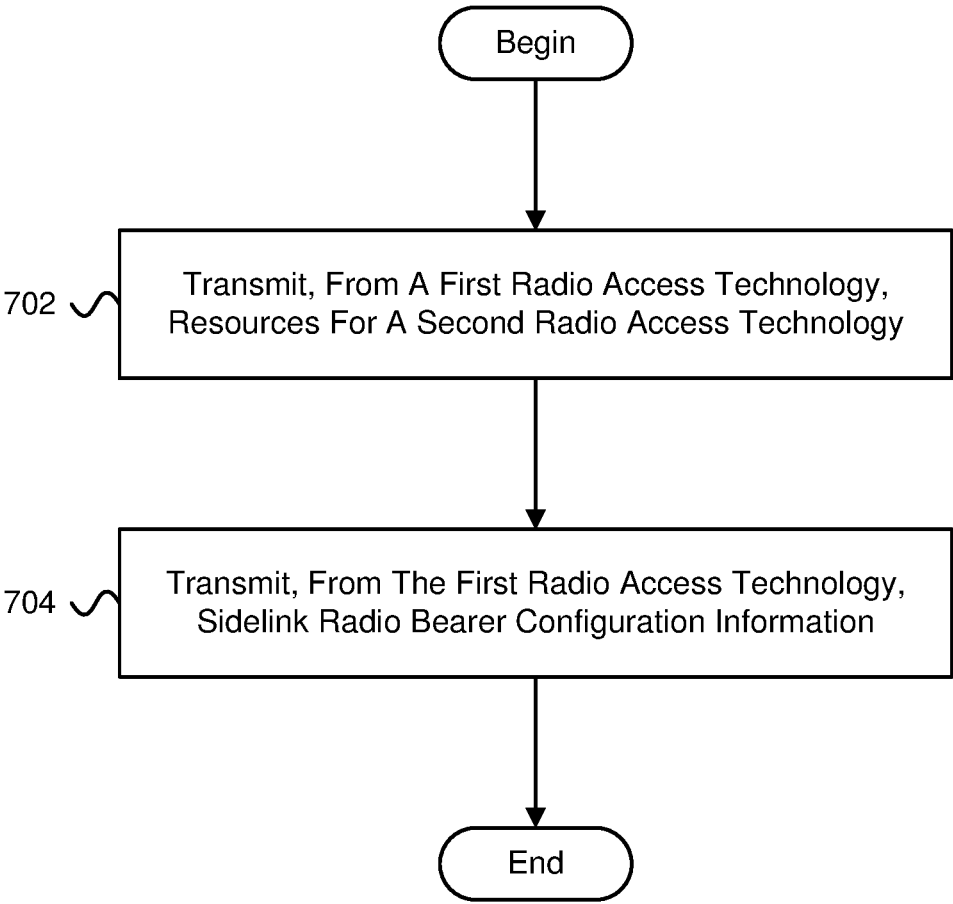 Begin
702
Transmit, From A First Radio Access Technology,
Resources For A Second Radio Access Technology
704
Transmit, From The First Radio Access Technology,
Sidelink Radio Bearer Configuration Information
End